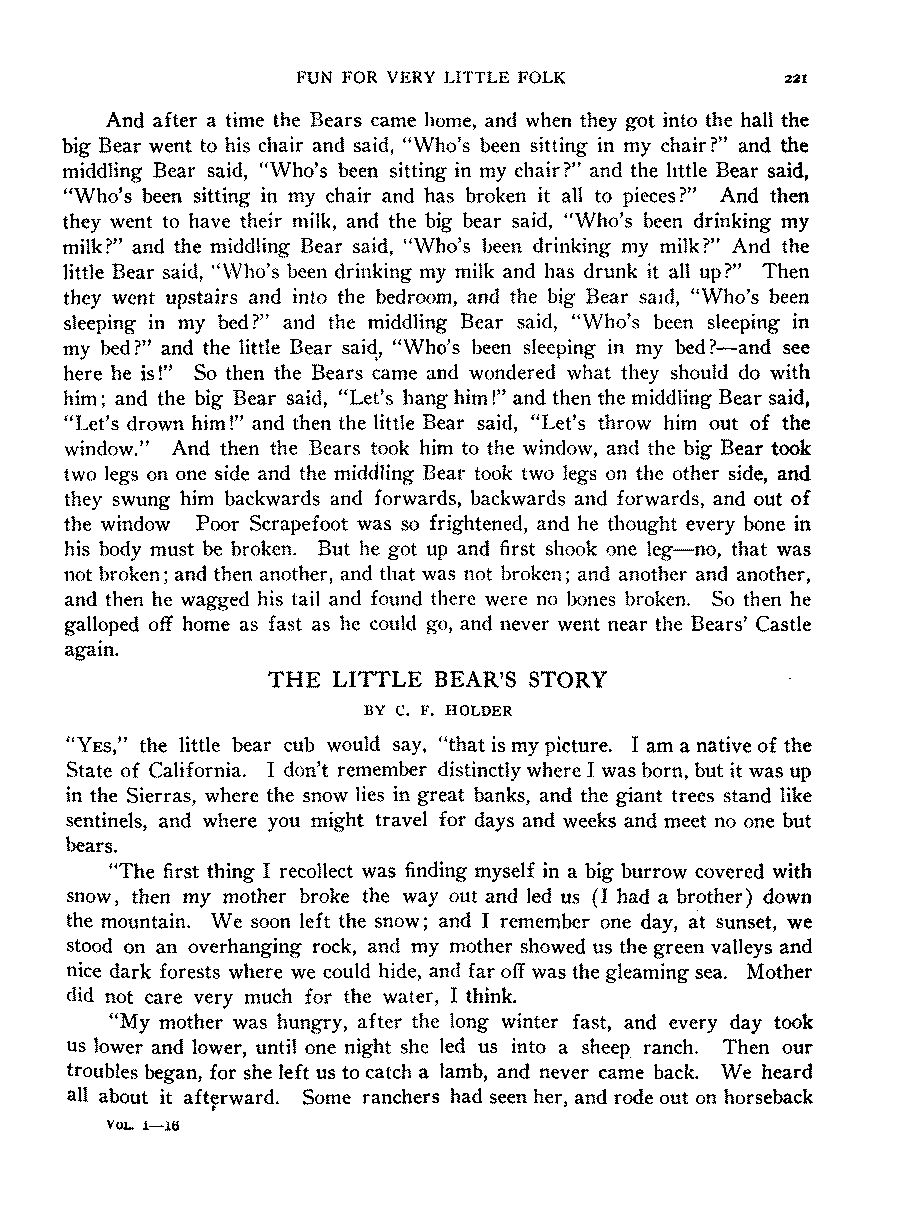 FUN FOR VERY LITTLE FOLK 221
And after a time the Bears came home, and when they got into the hall the
big Bear went to his chair and said, "Who's been sitting in my chair?" and the
middling Bear said, "Who's been sitting in my chair?" and the little Bear said,
"Who's been sitting in my chair and has broken it all to pieces?" And then
they went to have their milk, and the big bear said, "Who's been drinking my
milk?" and the middling Bear said, "Who's been drinking my milk?" And the
little Bear said, "Who's been drinking my milk and has drunk it all up?" Then
they went upstairs and into the bedroom, and the big Bear said, "Who's been
sleeping in my bed?" and the middling Bear said, "Who's been sleeping in
my bed?" and the little Bear said, "Who's been sleeping in my bed?—and see
here he is!" So then the Bears came and wondered what they should do with
him; and the big Bear said, "Let's hang him!" and then the middling Bear said,
"Let's drown him!" and then the little Bear said, "Let's throw him out of the
window." And then the Bears took him to the window, and the big Bear took
two legs on one side and the middling Bear took two legs on the other side, and
they swung him backwards and forwards, backwards and forwards, and out of
the window Poor Scrapefoot was so frightened, and he thought every bone in
his body must be broken. But he got up and first shook one leg—no, that was
not broken; and then another, and that was not broken; and another and another,
and then he wagged his tail and found there were no bones broken. So then he
galloped off home as fast as he could go, and never went near the Bears' Castle
again.
THE LITTLE BEAR'S STORY
BY C. F. HOLDER
"YES," the little bear cub would say, "that is my picture. I am a native of the
State of California. I don't remember distinctly where I was born, but it was up
in the Sierras, where the snow lies in great banks, and the giant trees stand like
sentinels, and where you might travel for days and weeks and meet no one but
bears.
"The first thing I recollect was finding myself in a big burrow covered with
snow, then my mother broke the way out and led us (I had a brother) down
the mountain. We soon left the snow; and I remember one day, at sunset, we
stood on an overhanging rock, and my mother showed us the green valleys and
nice dark forests where we could hide, and far off was the gleaming sea. Mother
did not care very much for the water, I think.
"My mother was hungry, after the long winter fast, and every day took
us lower and lower, until one night she led us into a sheep ranch. Then our
troubles began, for she left us to catch a lamb, and never came back. We heard
all about it afterward. Some ranchers had seen her, and rode out on horseback
VOL. 1—16